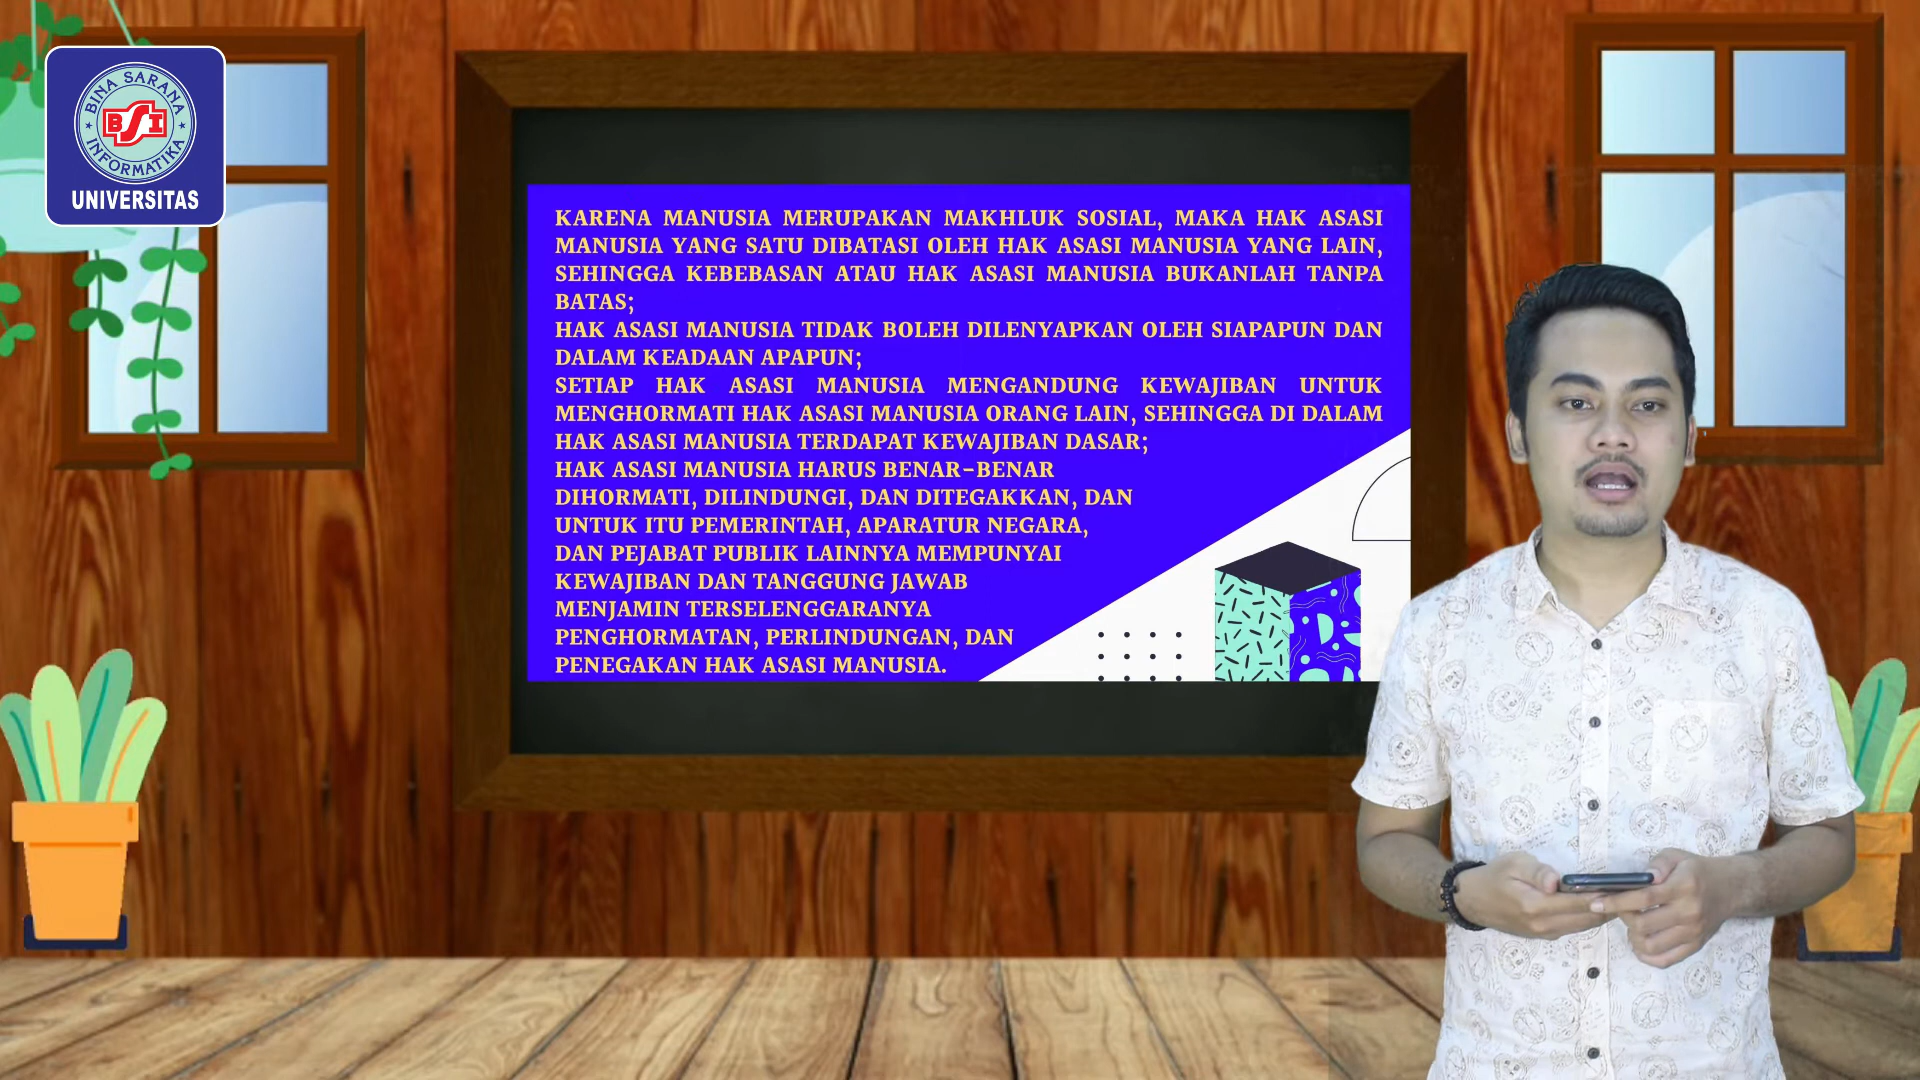 BINA SARANA
BSI
INFORMATIKA
UNIVERSITAS
KARENA MANUSIA MERUPAKAN MAKHLUK SOSIAL, MAKA HAK ASASI
MANUSIA YANG SATU DIBATASI OLEH HAK ASASI MANUSIA YANG LAIN,
SEHINGGA KEBEBASAN ATAU HAK ASASI MANUSIA BUKANLAH TANPA
BATAS;
HAK ASASI MANUSIA TIDAK BOLEH DILENYAPKAN OLEH SIAPAPUN DAN
DALAM KEADAAN APAPUN;
SETIAP HAK ASASI MANUSIA MENGANDUNG KEWAJIBAN UNTUK
MENGHORMATI HAK ASASI MANUSIA ORANG LAIN, SEHINGGA DI DALAM
HAK ASASI MANUSIA TERDAPAT KEWAJIBAN DASAR;
HAK ASASI MANUSIA HARUS BENAR-BENAR
DIHORMATI, DILINDUNGI, DAN DITEGAKKAN, DAN
UNTUK ITU PEMERINTAH, APARATUR NEGARA,
DAN PEJABAT PUBLIK LAINNYA MEMPUNYAI
KEWAJIBAN DAN TANGGUNG JAWAB
MENJAMIN TERSELENGGARANYA
PENGHORMATAN, PERLINDUNGAN, DAN
PENEGAKAN HAK ASASI MANUSIA.